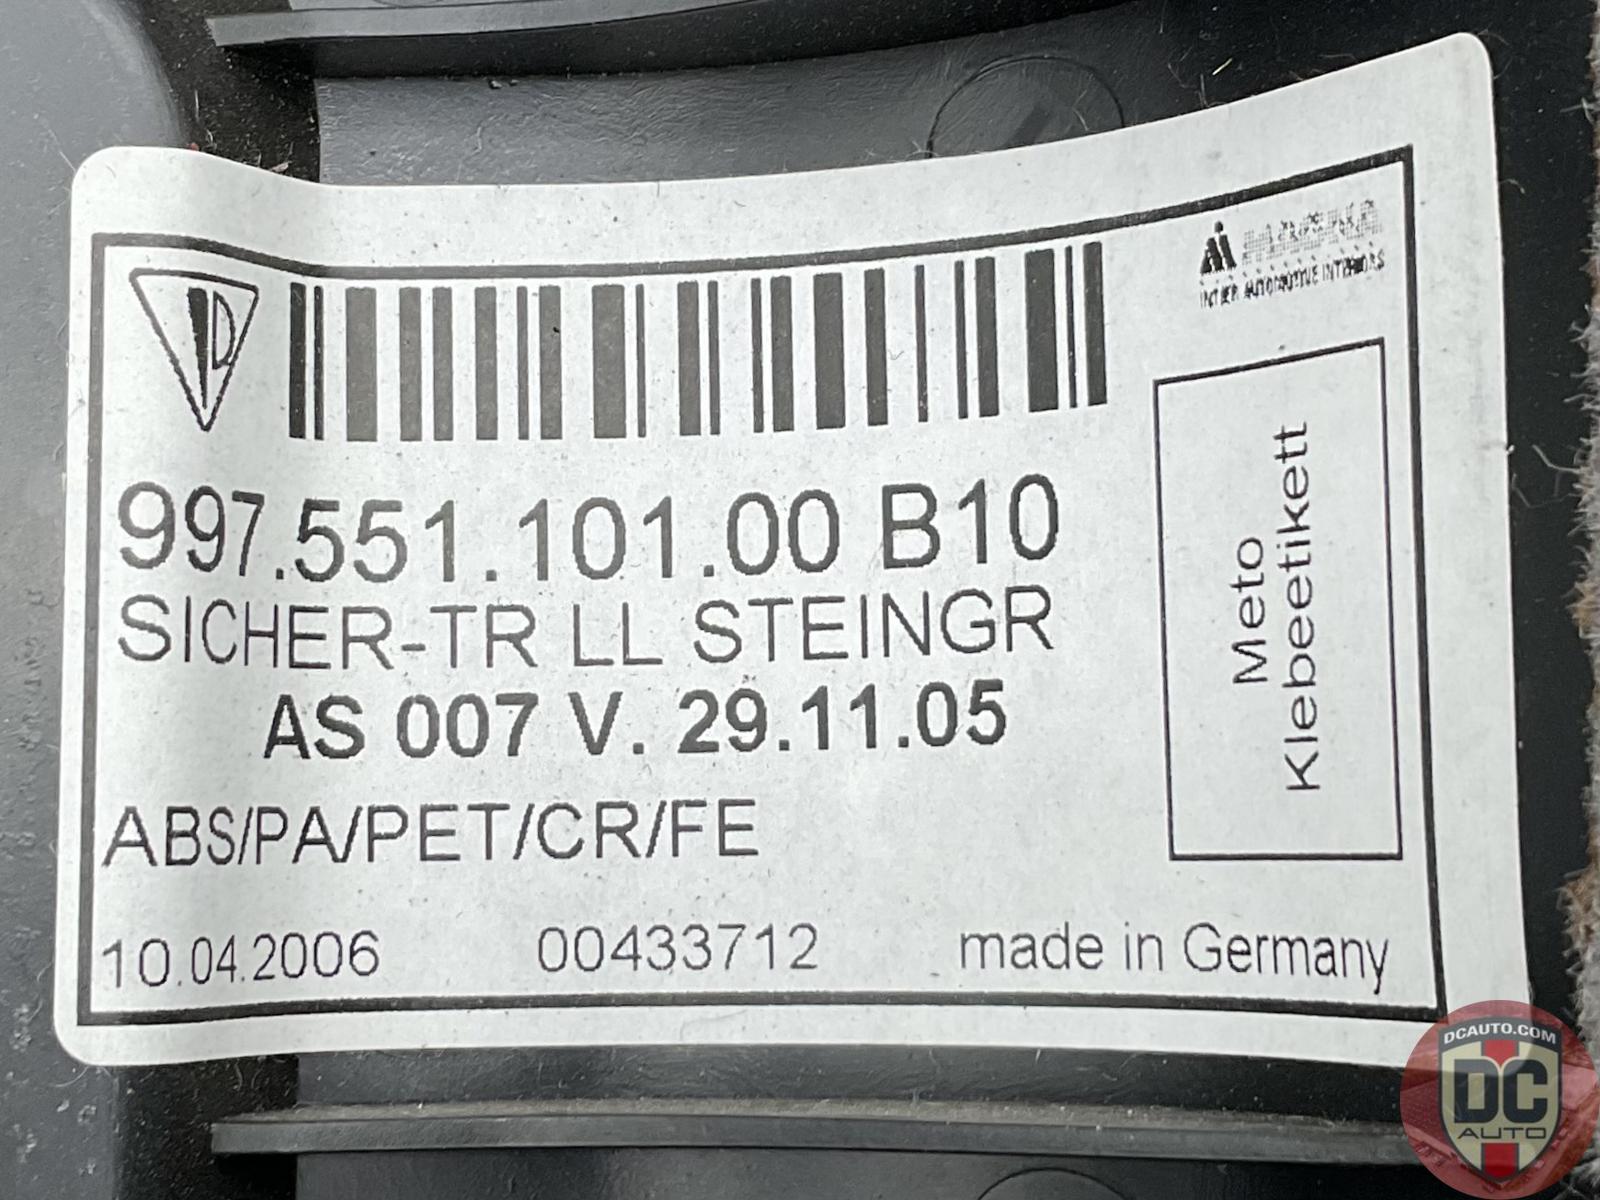 D
INTIER AUTOMOTIVE INTERIORS
997.551.101.00 B10
SICHER-TR LL STEINGR
AS 007 V. 29.11.05
ABS/PA/PET/CR/FE
10.04.2006 00433712 made in Germany
Meto
Klebeetikett
DCAUTO.COM
DC
AUTO